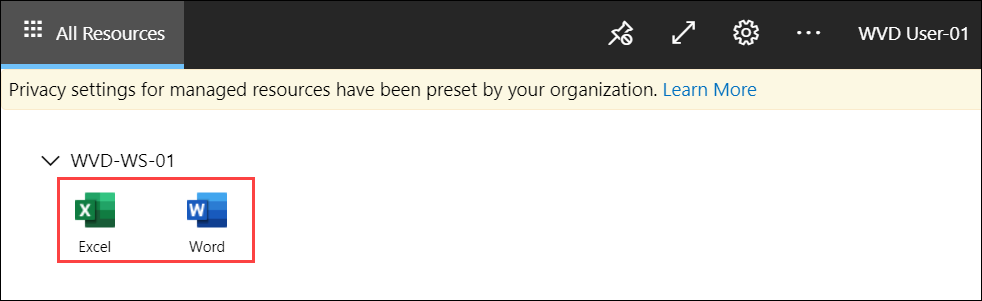 All Resources
··· WVD User-01
Privacy settings for managed resources have been preset by your organization. Learn More
WVD-WS-01
X W
Excel Word